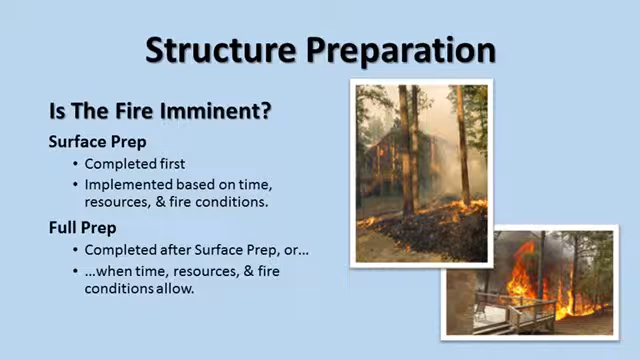 Structure Preparation
Is The Fire Imminent?
Surface Prep
• Completed first
• Implemented based on time,
resources, & fire conditions.
Full Prep
• Completed after Surface Prep, or…
• …when time, resources, & fire
conditions allow.